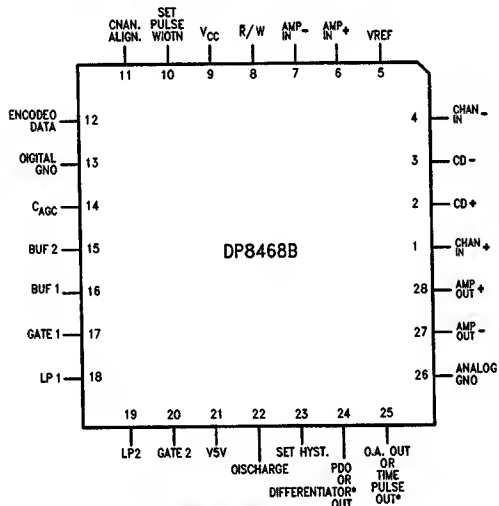 CNAN. ALIGN.
SET PULSE WIOTN
VCC
R̅/W
AMP IN -
AMP IN +
VREF
11 10 9 8 7 6 5
ENCODEO DATA 12
OIGITAL GNO 13
CAGC 14
BUF 2 15
BUF 1 16
GATE 1 17
LP 1 18
DP8468B
4 CHAN IN -
3 CD -
2 CD +
1 CHAN IN +
28 AMP OUT +
27 AMP OUT -
26 ANALOG GNO
19 20 21 22 23 24 25
LP2
GATE 2
V5V
OISCHARGE
SET HYST.
PDO OR DIFFERENTIATOR* OUT
O.A. OUT OR TIME PULSE OUT*